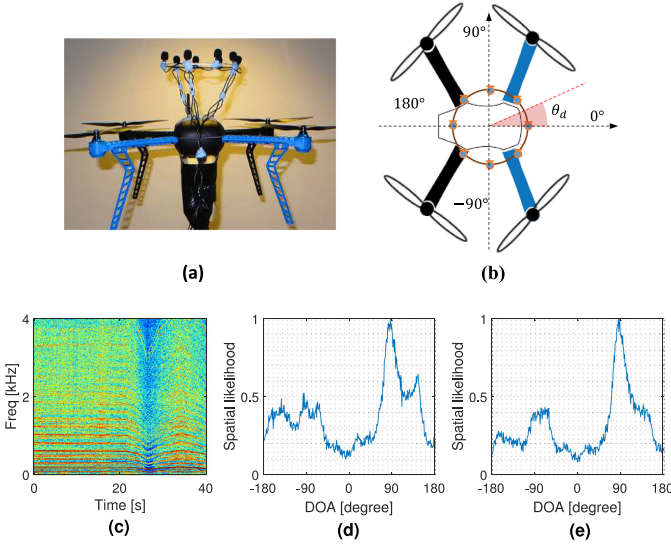 90°
180°
θd
0°
−90°
(a)
(b)
4
2
0
Freq [kHz]
0
20
40
Time [s]
(c)
1
0.5
0
Spatial likelihood
-180
-90
0
90
180
DOA [degree]
(d)
1
0.5
0
Spatial likelihood
-180
-90
0
90
180
DOA [degree]
(e)